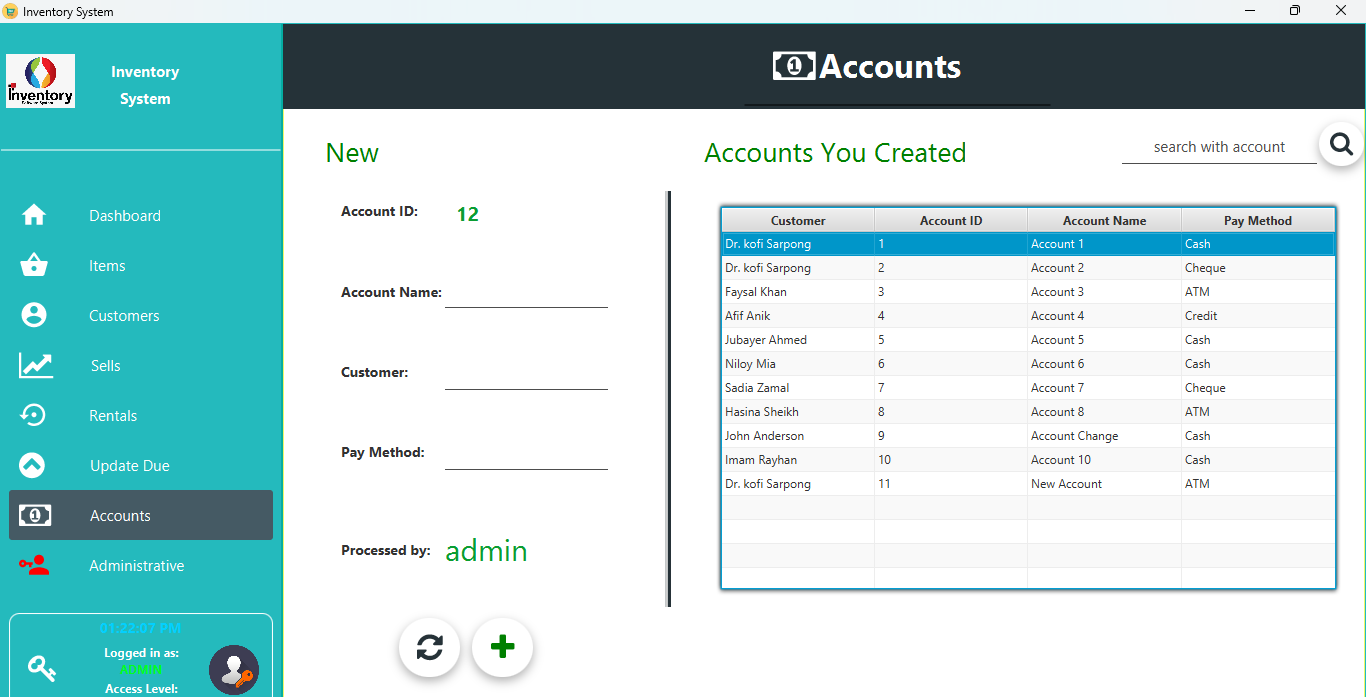 Inventory System
inventory
Inventory
System
Accounts
Dashboard
Items
Customers
Sells
Rentals
Update Due
Accounts
Administrative
01:22:07 PM
Logged in as:
ADMIN
Access Level:
New
Account ID: 12
Account Name:
Customer:
Pay Method:
Processed by: admin
Accounts You Created
search with account
Customer Account ID Account Name Pay Method
Dr. kofi Sarpong 1 Account 1 Cash
Dr. kofi Sarpong 2 Account 2 Cheque
Faysal Khan 3 Account 3 ATM
Afif Anik 4 Account 4 Credit
Jubayer Ahmed 5 Account 5 Cash
Niloy Mia 6 Account 6 Cash
Sadia Zamal 7 Account 7 Cheque
Hasina Sheikh 8 Account 8 ATM
John Anderson 9 Account Change Cash
Imam Rayhan 10 Account 10 Cash
Dr. kofi Sarpong 11 New Account ATM